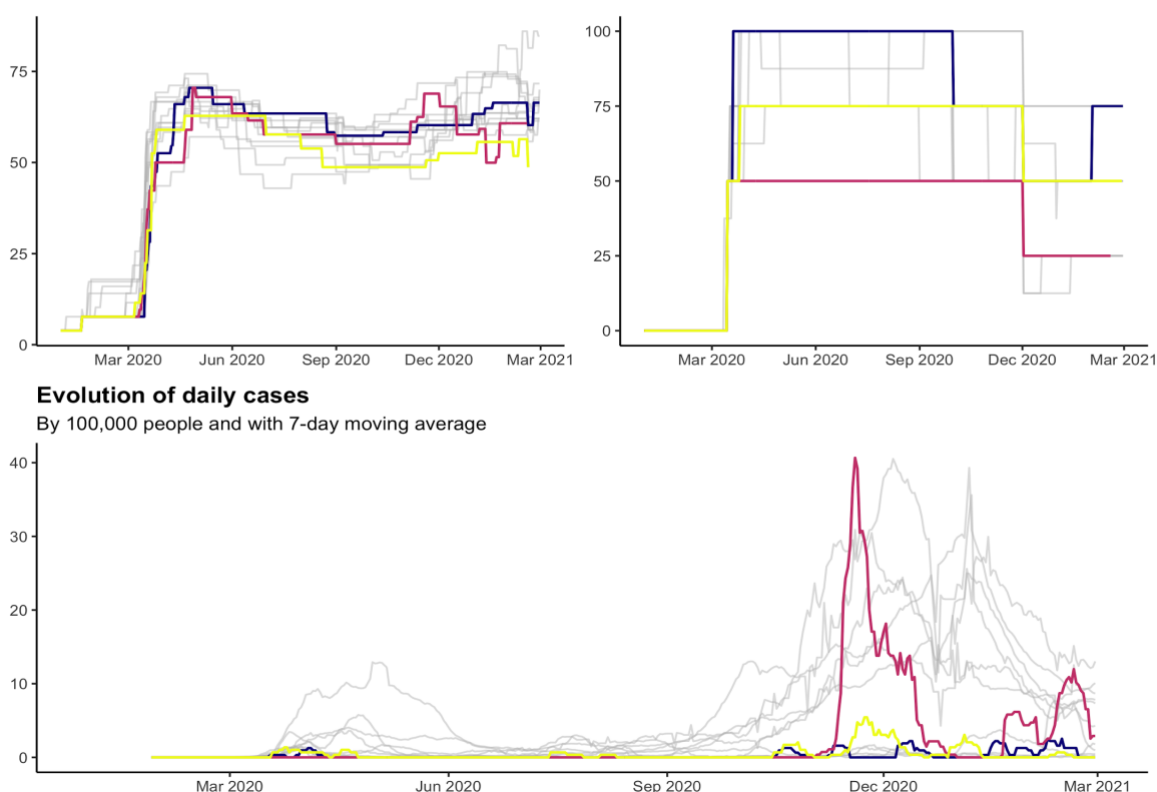 75
50
25
0
Mar 2020 Jun 2020 Sep 2020 Dec 2020 Mar 2021
100
75
50
25
0
Mar 2020 Jun 2020 Sep 2020 Dec 2020 Mar 2021
Evolution of daily cases
By 100,000 people and with 7-day moving average
40
30
20
10
0
Mar 2020 Jun 2020 Sep 2020 Dec 2020 Mar 2021